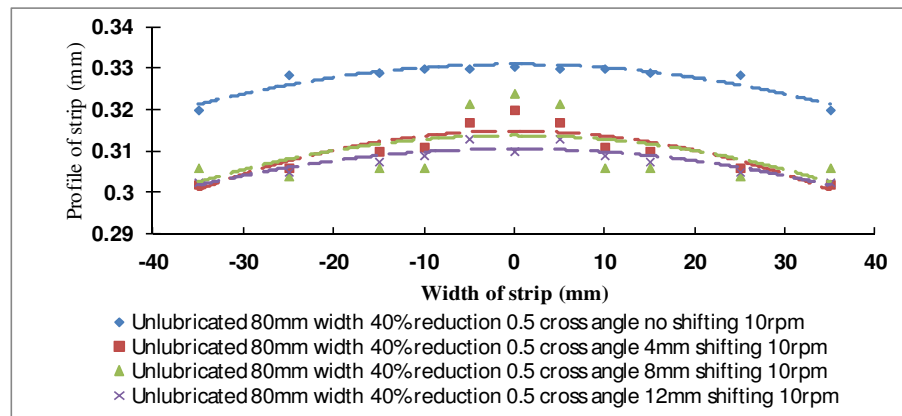 0.34
0.33
0.32
0.31
0.3
0.29
Profile of strip (mm)
-40 -30 -20 -10 0 10 20 30 40
Width of strip (mm)
Unlubricated 80mm width 40% reduction 0.5 cross angle no shifting 10rpm
Unlubricated 80mm width 40% reduction 0.5 cross angle 4mm shifting 10rpm
Unlubricated 80mm width 40% reduction 0.5 cross angle 8mm shifting 10rpm
Unlubricated 80mm width 40% reduction 0.5 cross angle 12mm shifting 10rpm